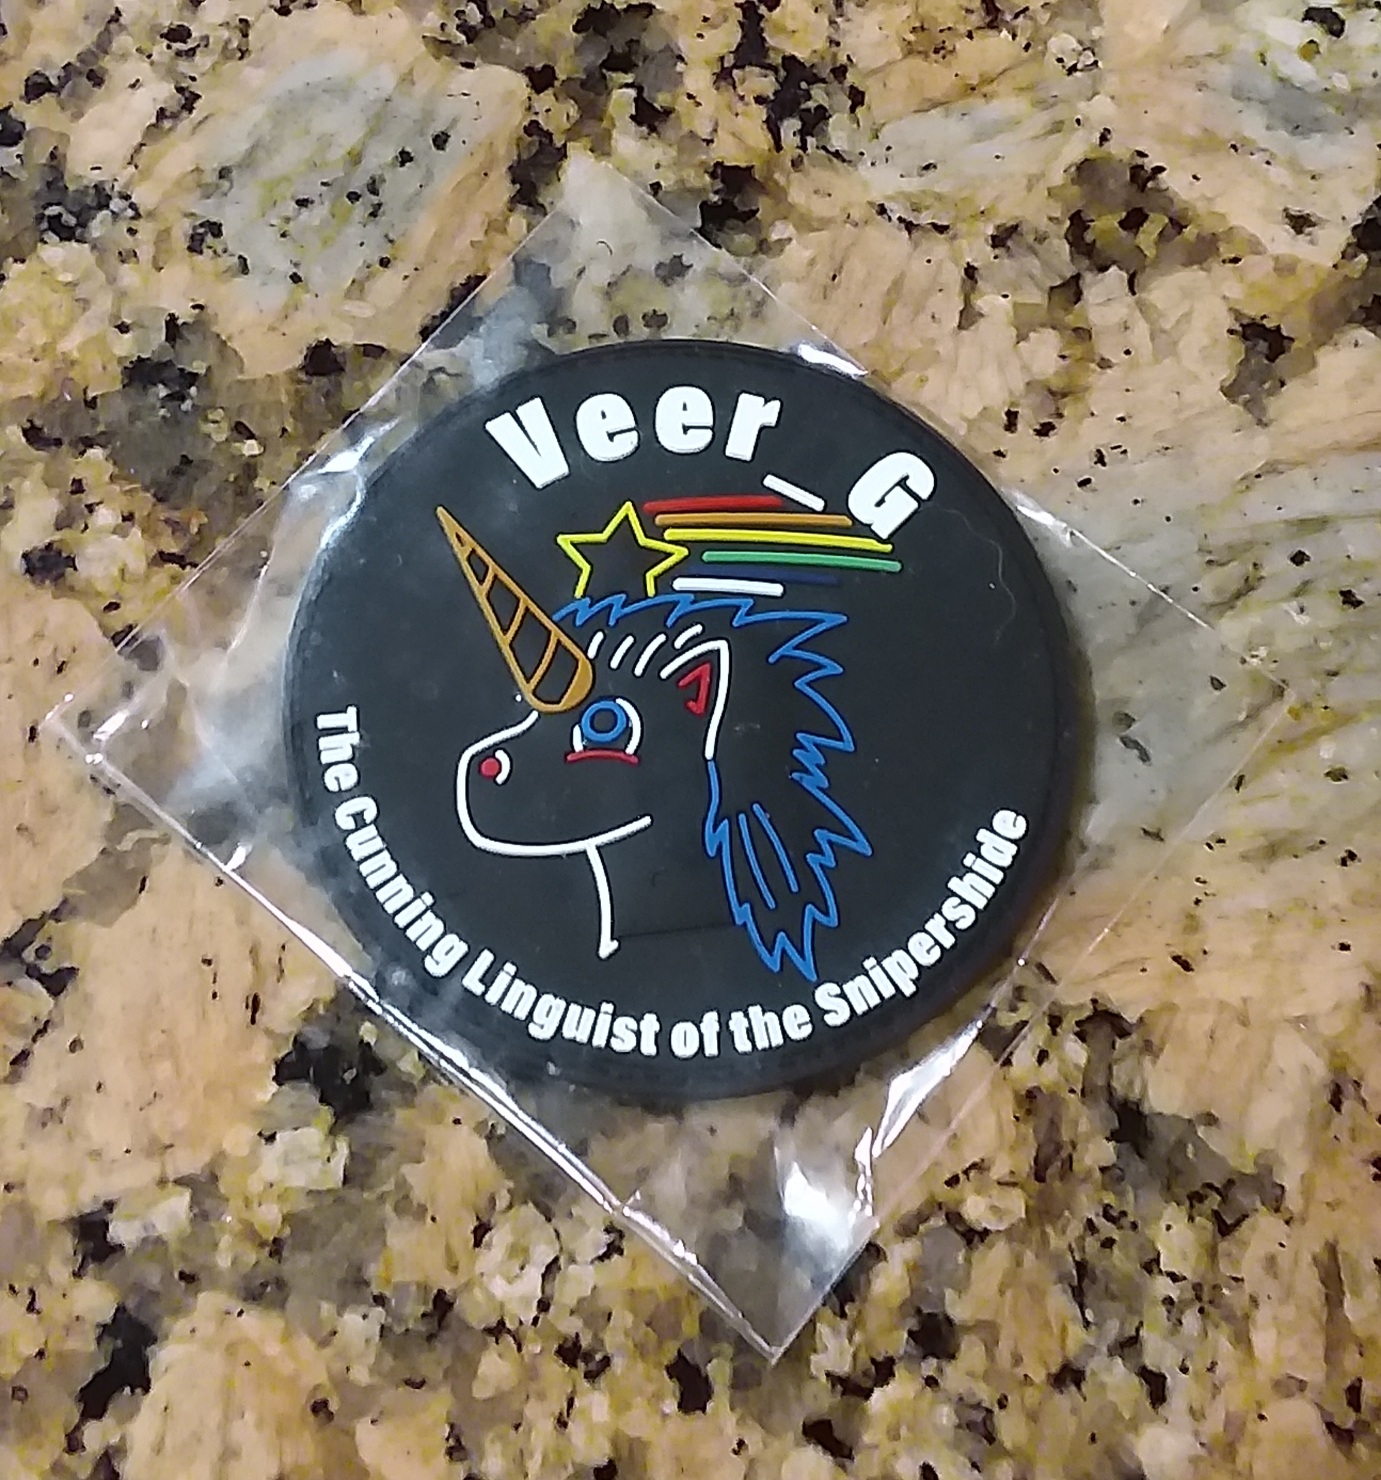 Veer_G
The Cunning Linguist of the Snipershide